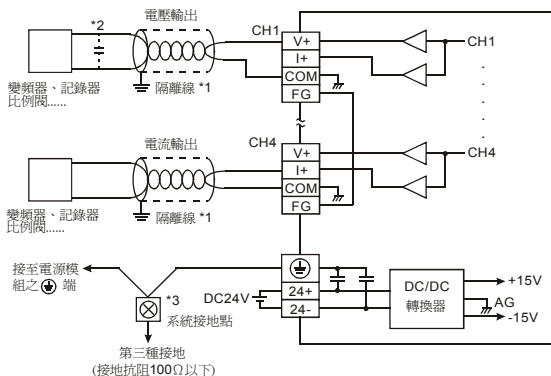 電壓輸出
*2
CH1
V+
I+
COM
FG
CH1
隔離線 *1
變頻器、記錄器
比例閥......
電流輸出
CH4
V+
I+
COM
FG
CH4
隔離線 *1
變頻器、記錄器
比例閥......
接至電源模
組之 端
*3
系統接地點
第三種接地
(接地抗阻100Ω以下)
DC24V
24+
24-
DC/DC
轉換器
+15V
AG
-15V